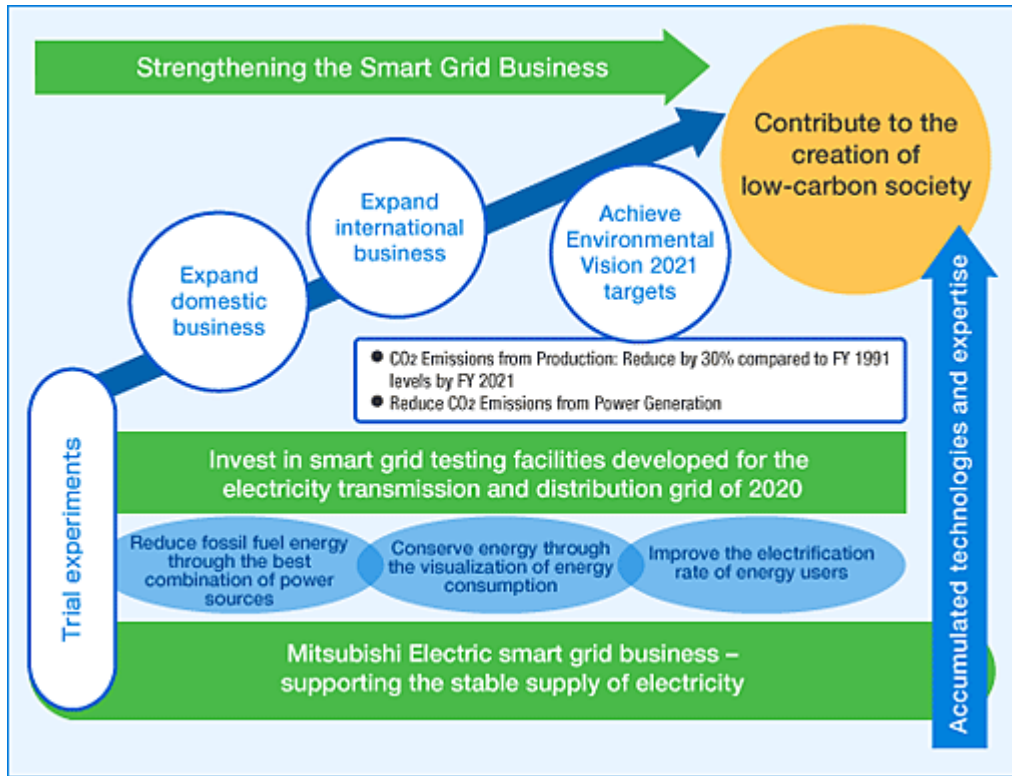 Strengthening the Smart Grid Business
Contribute to the
creation of
low-carbon society
Expand
international
business
Achieve
Environmental
Vision 2021
targets
Expand
domestic
business
● CO₂ Emissions from Production: Reduce by 30% compared to FY 1991
levels by FY 2021
● Reduce CO₂ Emissions from Power Generation
Trial experiments
Invest in smart grid testing facilities developed for the
electricity transmission and distribution grid of 2020
Reduce fossil fuel energy
through the best
combination of power
sources
Conserve energy through
the visualization of energy
consumption
Improve the electrification
rate of energy users
Mitsubishi Electric smart grid business –
supporting the stable supply of electricity
Accumulated technologies and expertise